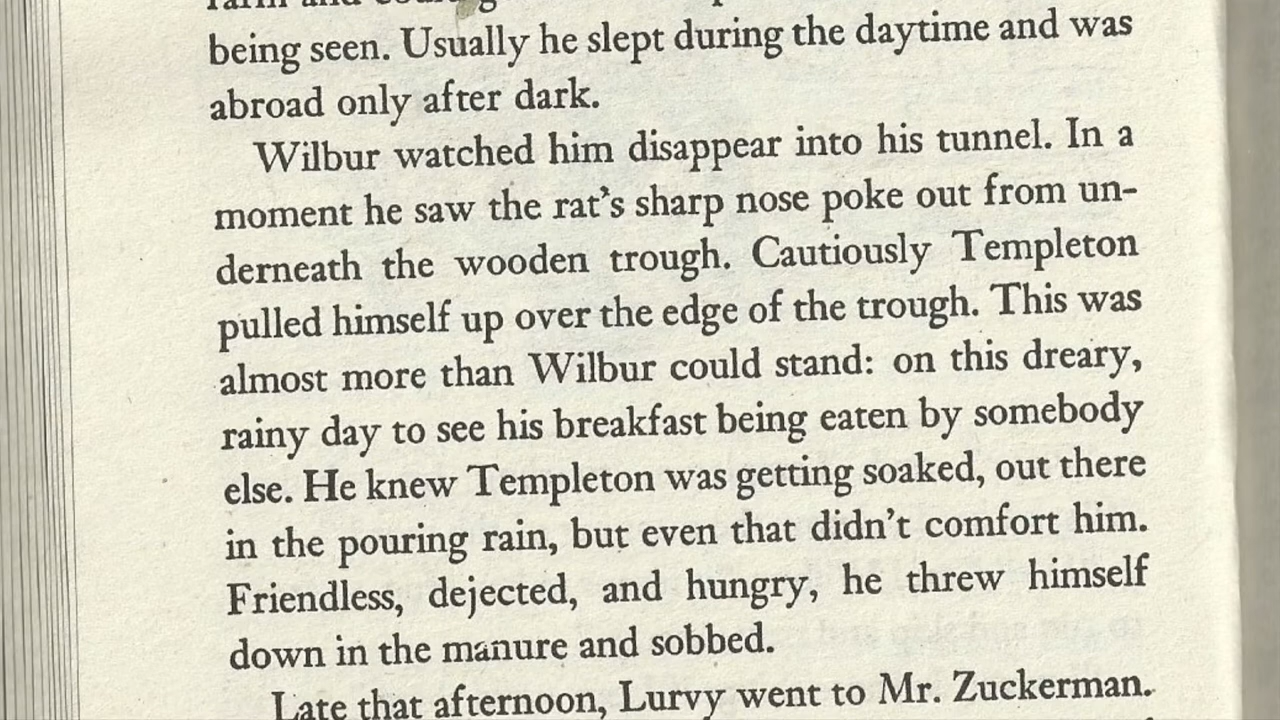 being seen. Usually he slept during the daytime and was
abroad only after dark.
Wilbur watched him disappear into his tunnel. In a
moment he saw the rat's sharp nose poke out from un-
derneath the wooden trough. Cautiously Templeton
pulled himself up over the edge of the trough. This was
almost more than Wilbur could stand: on this dreary,
rainy day to see his breakfast being eaten by somebody
else. He knew Templeton was getting soaked, out there
in the pouring rain, but even that didn't comfort him.
Friendless, dejected, and hungry, he threw himself
down in the manure and sobbed.
Late that afternoon, Lurvy went to Mr. Zuckerman.